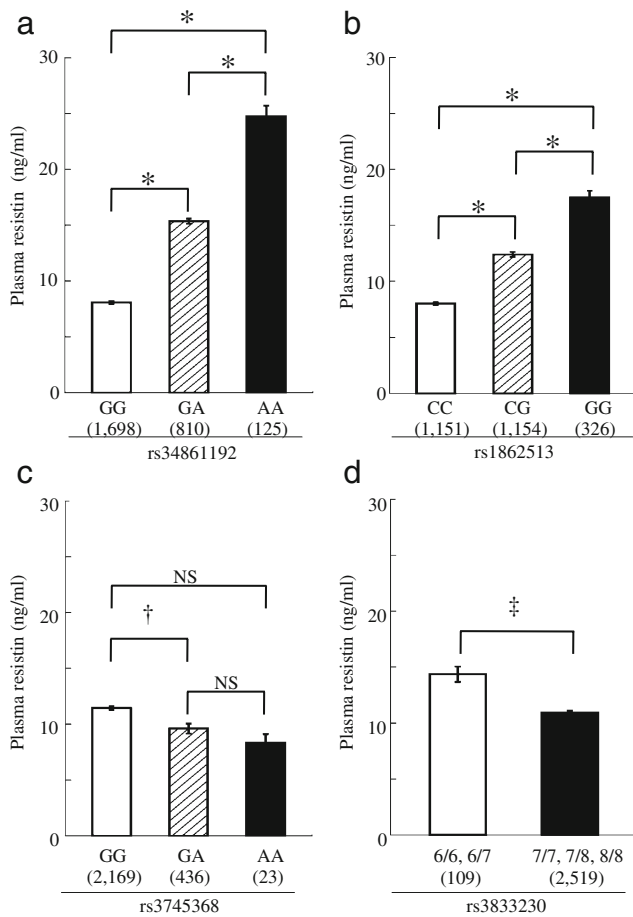 a
*
*
*
30
20
10
0
Plasma resistin (ng/ml)
GG GA AA
(1,698) (810) (125)
rs34861192
b
*
*
*
30
20
10
0
Plasma resistin (ng/ml)
CC CG GG
(1,151) (1,154) (326)
rs1862513
c
NS
†
NS
30
20
10
0
Plasma resistin (ng/ml)
GG GA AA
(2,169) (436) (23)
rs3745368
d
‡
30
20
10
0
Plasma resistin (ng/ml)
6/6, 6/7 7/7, 7/8, 8/8
(109) (2,519)
rs3833230